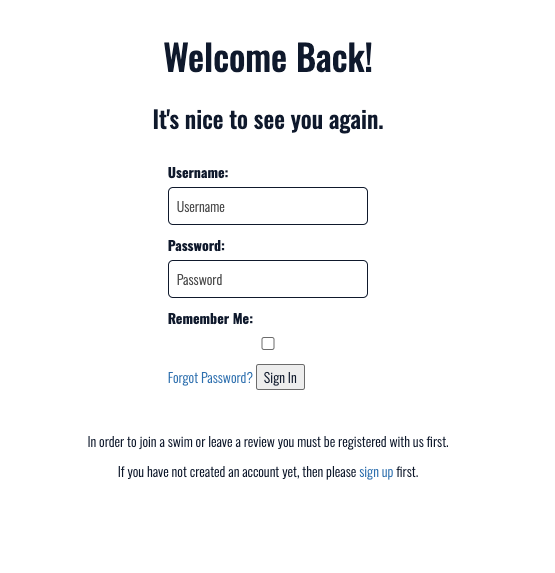 Welcome Back!
It's nice to see you again.
Username:
Username
Password:
Password
Remember Me:
Forgot Password? Sign In
In order to join a swim or leave a review you must be registered with us first.
If you have not created an account yet, then please sign up first.